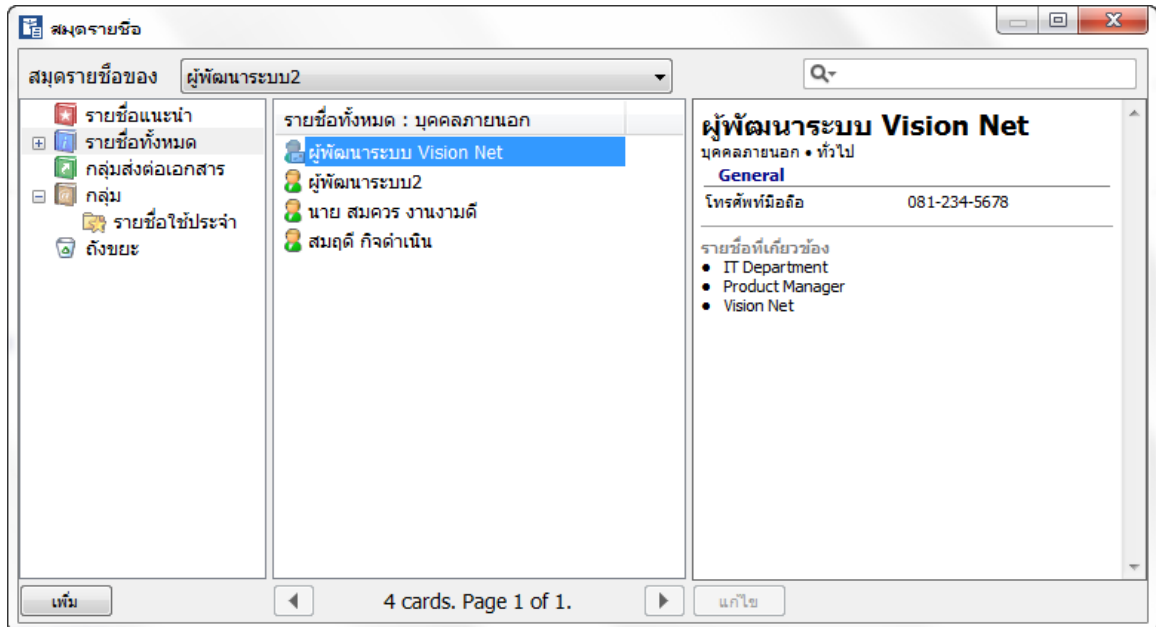 สมุดรายชื่อ
สมุดรายชื่อของ ผู้พัฒนาระบบ2
รายชื่อแนะนำ
รายชื่อทั้งหมด
กลุ่มส่งต่อเอกสาร
กลุ่ม
รายชื่อใช้ประจำ
ถังขยะ
รายชื่อทั้งหมด : บุคคลภายนอก
ผู้พัฒนาระบบ Vision Net
ผู้พัฒนาระบบ2
นาย สมควร งานงามดี
สมฤดี กิจดำเนิน
ผู้พัฒนาระบบ Vision Net
บุคคลภายนอก • ทั่วไป
General
โทรศัพท์มือถือ 081-234-5678
รายชื่อที่เกี่ยวข้อง
• IT Department
• Product Manager
• Vision Net
เพิ่ม
4 cards. Page 1 of 1.
แก้ไข